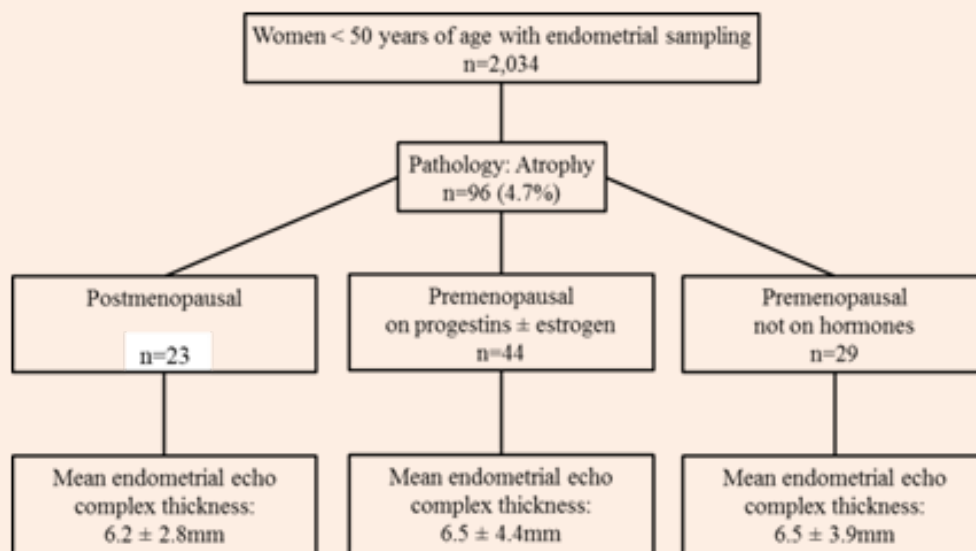 Women < 50 years of age with endometrial sampling
n=2,034
Pathology: Atrophy
n=96 (4.7%)
Postmenopausal
n=23
Premenopausal
on progestins ± estrogen
n=44
Premenopausal
not on hormones
n=29
Mean endometrial echo
complex thickness:
6.2 ± 2.8mm
Mean endometrial echo
complex thickness:
6.5 ± 4.4mm
Mean endometrial echo
complex thickness:
6.5 ± 3.9mm